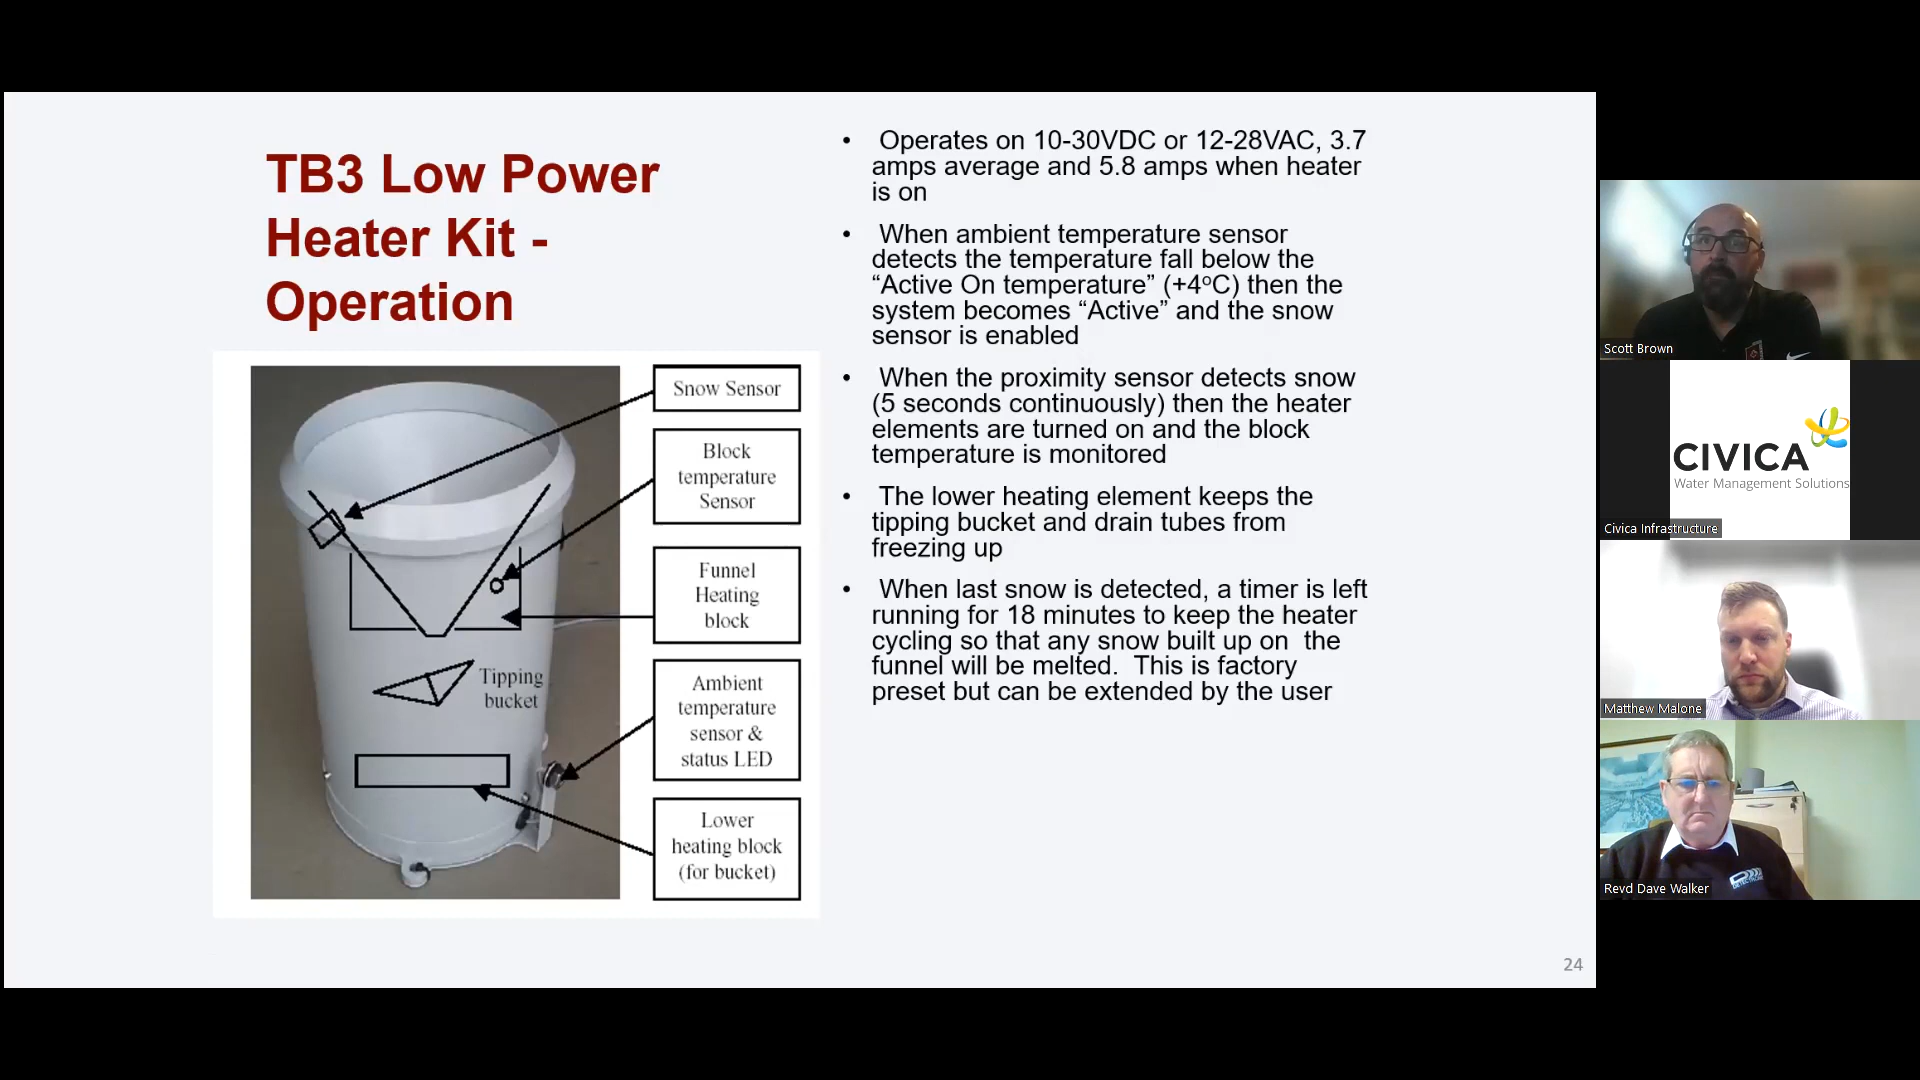 TB3 Low Power
Heater Kit -
Operation
Snow Sensor
Block
temperature
Sensor
Funnel
Heating
block
Tipping
bucket
Ambient
temperature
sensor &
status LED
Lower
heating block
(for bucket)
• Operates on 10-30VDC or 12-28VAC, 3.7
amps average and 5.8 amps when heater
is on
• When ambient temperature sensor
detects the temperature fall below the
“Active On temperature” (+4ºC) then the
system becomes “Active” and the snow
sensor is enabled
• When the proximity sensor detects snow
(5 seconds continuously) then the heater
elements are turned on and the block
temperature is monitored
• The lower heating element keeps the
tipping bucket and drain tubes from
freezing up
• When last snow is detected, a timer is left
running for 18 minutes to keep the heater
cycling so that any snow built up on the
funnel will be melted. This is factory
preset but can be extended by the user
24
Scott Brown
CIVICA
Water Management Solutions
Civica Infrastructure
Matthew Malone
Revd Dave Walker